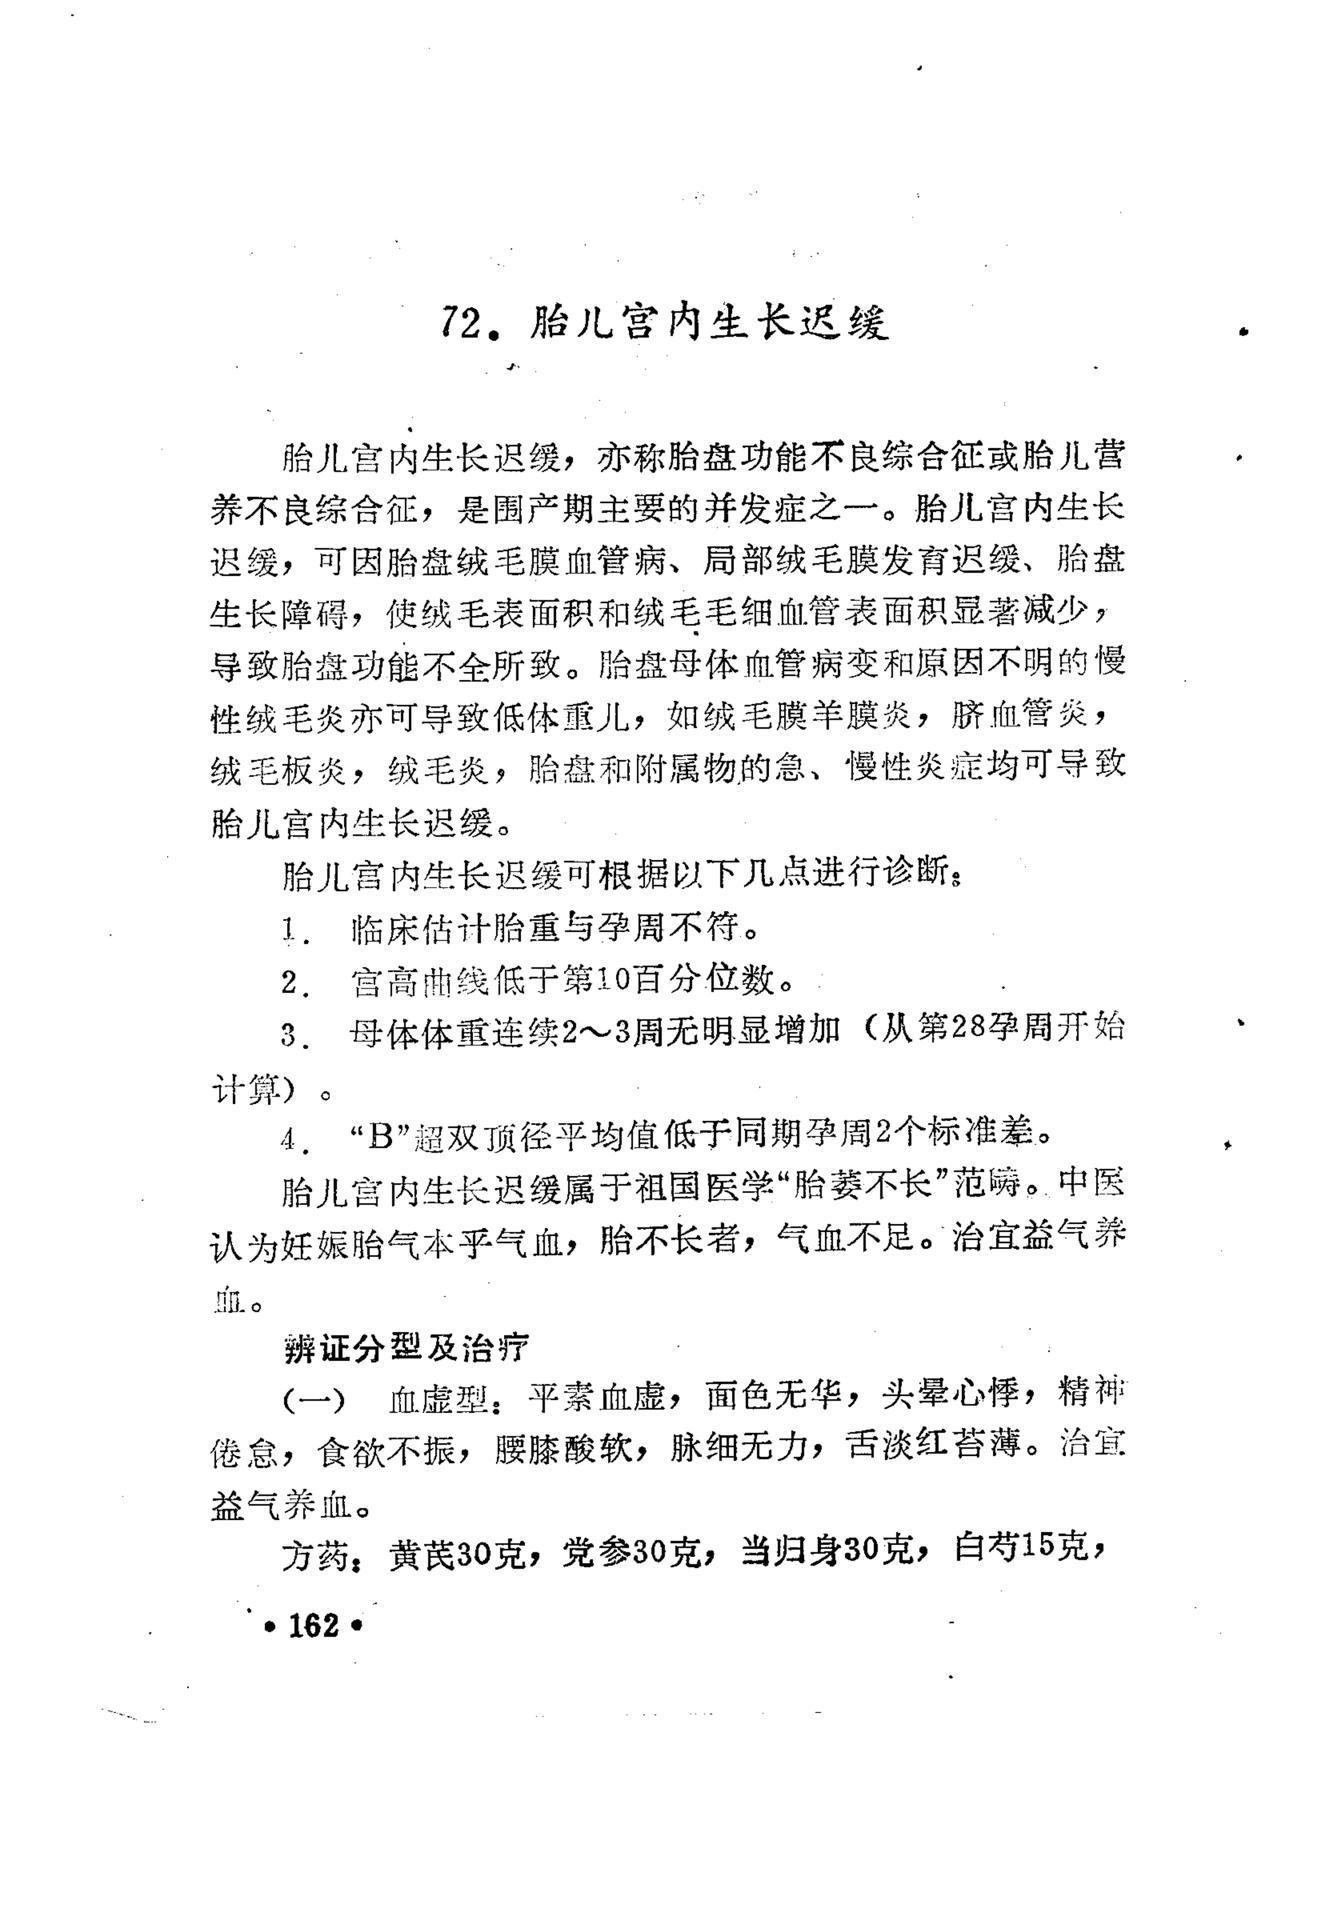 72. 胎儿宫内生长迟缓
胎儿宫内生长迟缓，亦称胎盘功能不良综合征或胎儿营
养不良综合征，是围产期主要的并发症之一。胎儿宫内生长
迟缓，可因胎盘绒毛膜血管病、局部绒毛膜发育迟缓、胎盘
生长障碍，使绒毛表面积和绒毛毛细血管表面积显著减少，
导致胎盘功能不全所致。胎盘母体血管病变和原因不明的慢
性绒毛炎亦可导致低体重儿，如绒毛膜羊膜炎，脐血管炎，
绒毛板炎，绒毛炎，胎盘和附属物的急、慢性炎症均可导致
胎儿宫内生长迟缓。
胎儿宫内生长迟缓可根据以下几点进行诊断：
1. 临床估计胎重与孕周不符。
2. 宫高曲线低于第10百分位数。
3. 母体体重连续2～3周无明显增加（从第28孕周开始
计算）。
4. “B”超双顶径平均值低于同期孕周2个标准差。
胎儿宫内生长迟缓属于祖国医学“胎萎不长”范畴。中医
认为妊娠胎气本乎气血，胎不长者，气血不足。治宜益气养
血。
辨证分型及治疗
（一） 血虚型：平素血虚，面色无华，头晕心悸，精神
倦怠，食欲不振，腰膝酸软，脉细无力，舌淡红苔薄。治宜
益气养血。
方药：黄芪30克，党参30克，当归身30克，白芍15克，
• 162 •